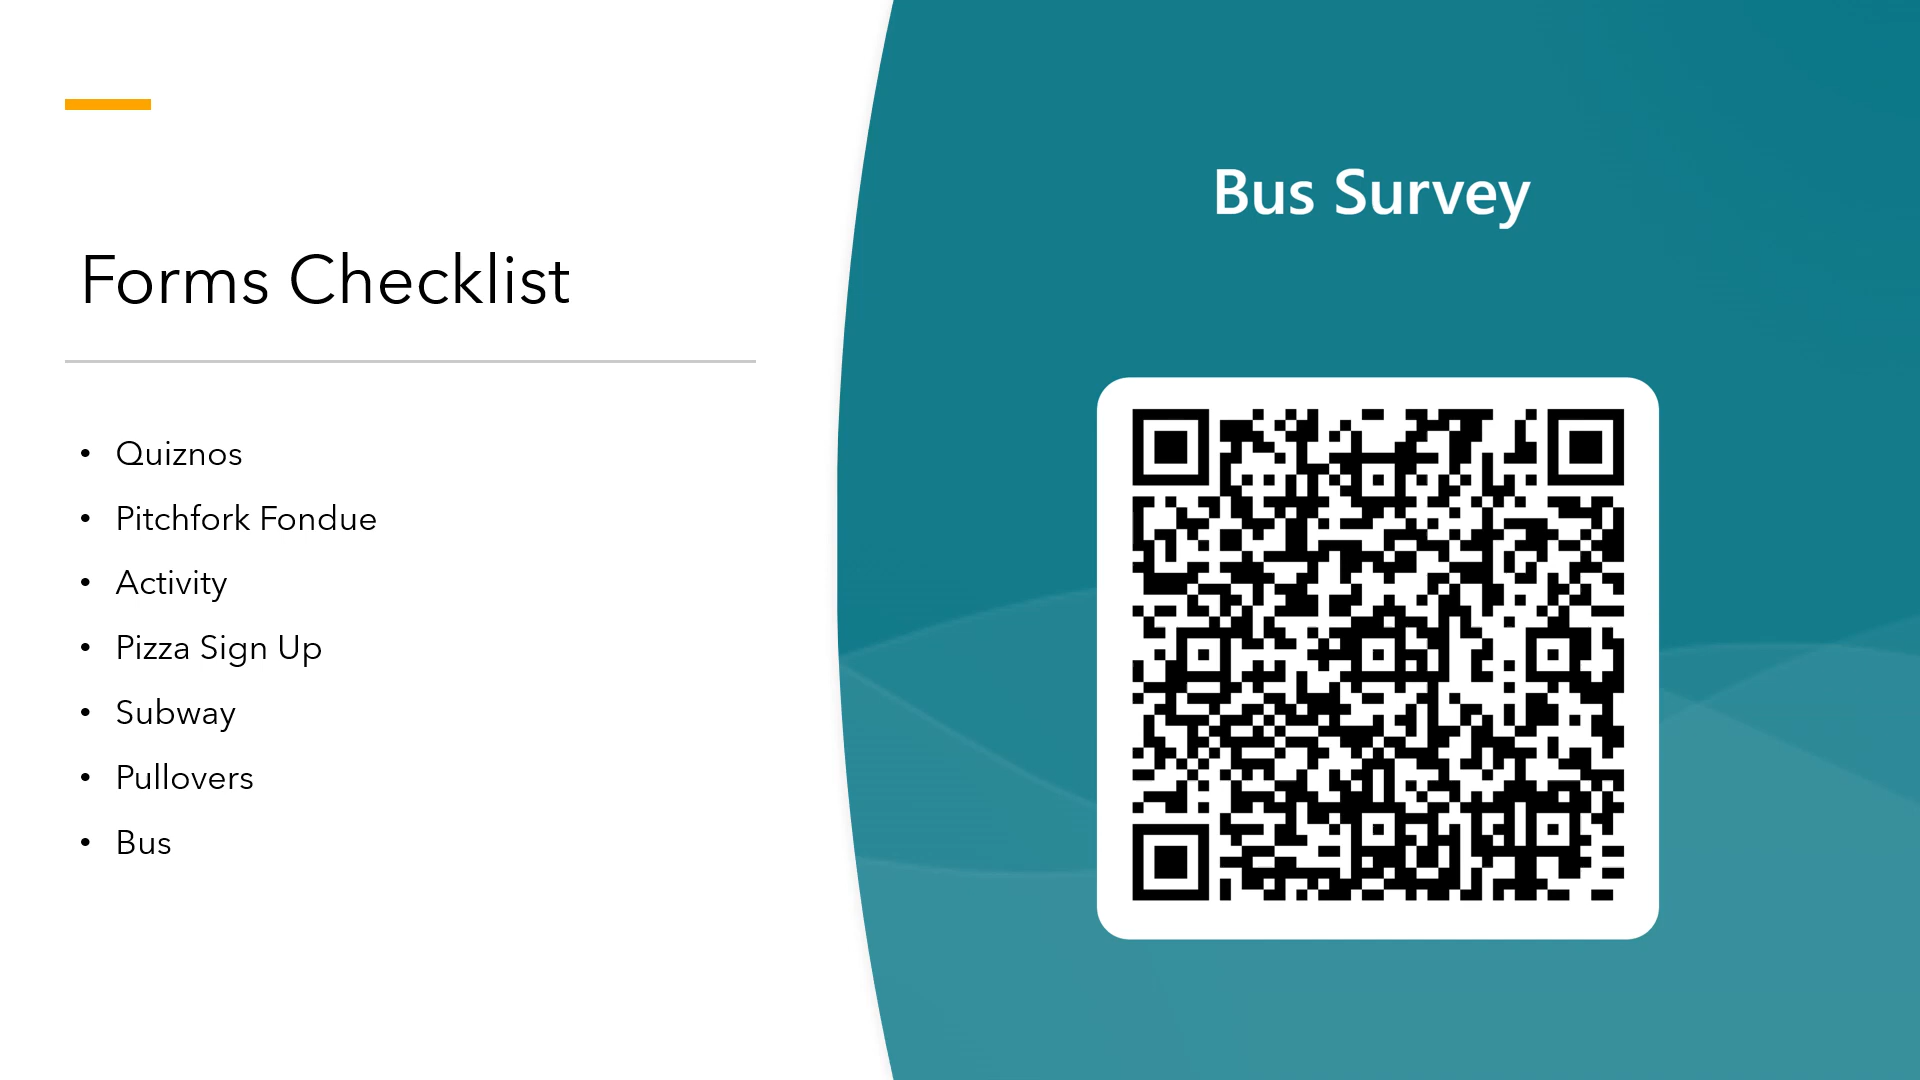 Forms Checklist
• Quiznos
• Pitchfork Fondue
• Activity
• Pizza Sign Up
• Subway
• Pullovers
• Bus
Bus Survey